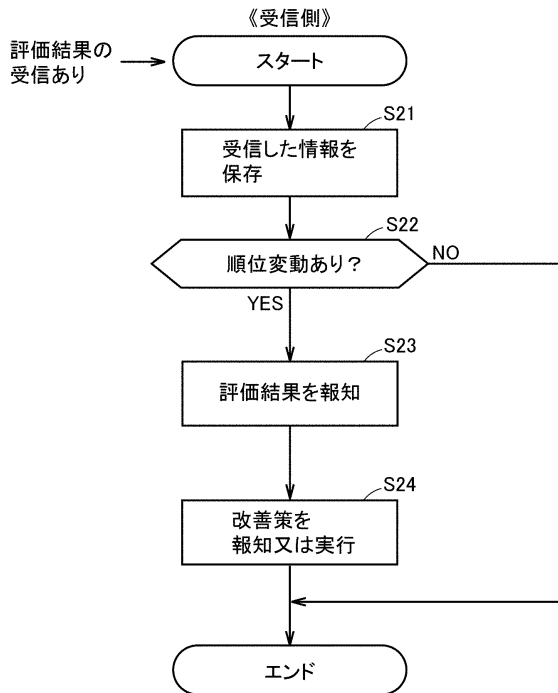 《受信側》
評価結果の
受信あり
スタート
S21
受信した情報を
保存
S22
順位変動あり？
NO
YES
S23
評価結果を報知
S24
改善策を
報知又は実行
エンド